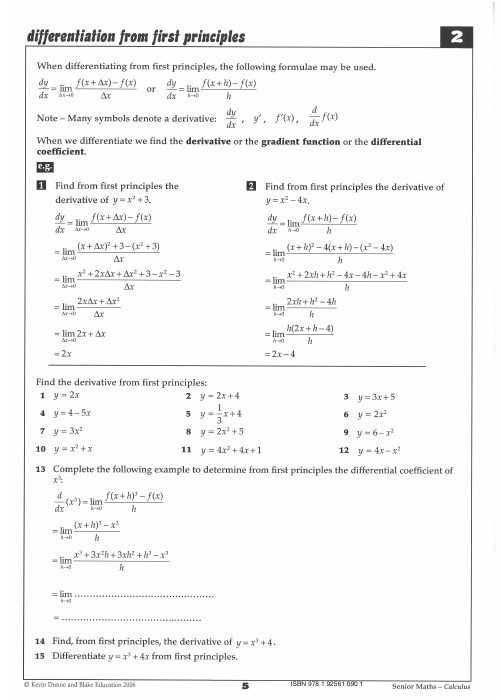 differentiation from first principles 2
When differentiating from first principles, the following formulae may be used.
dy/dx = lim Δx→0 f(x + Δx) – f(x) / Δx or dy/dx = lim h→0 f(x + h) – f(x) / h
Note – Many symbols denote a derivative: dy/dx , y′ , f′(x) , d/dx f(x)
When we differentiate we find the derivative or the gradient function or the differential
coefficient.
e.g.
1 Find from first principles the
derivative of y = x² + 3.
dy/dx = lim Δx→0 f(x + Δx) – f(x) / Δx
= lim Δx→0 (x + Δx)² + 3 – (x² + 3) / Δx
= lim Δx→0 x² + 2xΔx + Δx² + 3 – x² – 3 / Δx
= lim Δx→0 2xΔx + Δx² / Δx
= lim Δx→0 2x + Δx
= 2x
2 Find from first principles the derivative of
y = x² – 4x.
dy/dx = lim h→0 f(x + h) – f(x) / h
= lim h→0 (x + h)² – 4(x + h) – (x² – 4x) / h
= lim h→0 x² + 2xh + h² – 4x – 4h – x² + 4x / h
= lim h→0 2xh + h² – 4h / h
= lim h→0 h(2x + h – 4) / h
= 2x – 4
Find the derivative from first principles:
1 y = 2x 2 y = 2x + 4 3 y = 3x + 5
4 y = 4 – 5x 5 y = 1/3 x + 4 6 y = 2x²
7 y = 3x² 8 y = 2x² + 5 9 y = 6 – x²
10 y = x² + x 11 y = 4x² + 4x + 1 12 y = 4x – x²
13 Complete the following example to determine from first principles the differential coefficient of
x³:
d/dx (x³) = lim h→0 f(x + h)³ – f(x) / h
= lim h→0 (x + h)³ – x³ / h
= lim h→0 x³ + 3x²h + 3xh² + h³ – x³ / h
= lim h→0 ..........................................
= ..........................................
14 Find, from first principles, the derivative of y = x³ + 4.
15 Differentiate y = x³ + 4x from first principles.
© Kevin Dunne and Blake Education 2006 5 ISBN 978 1 92561 090 1 Senior Maths – Calculus